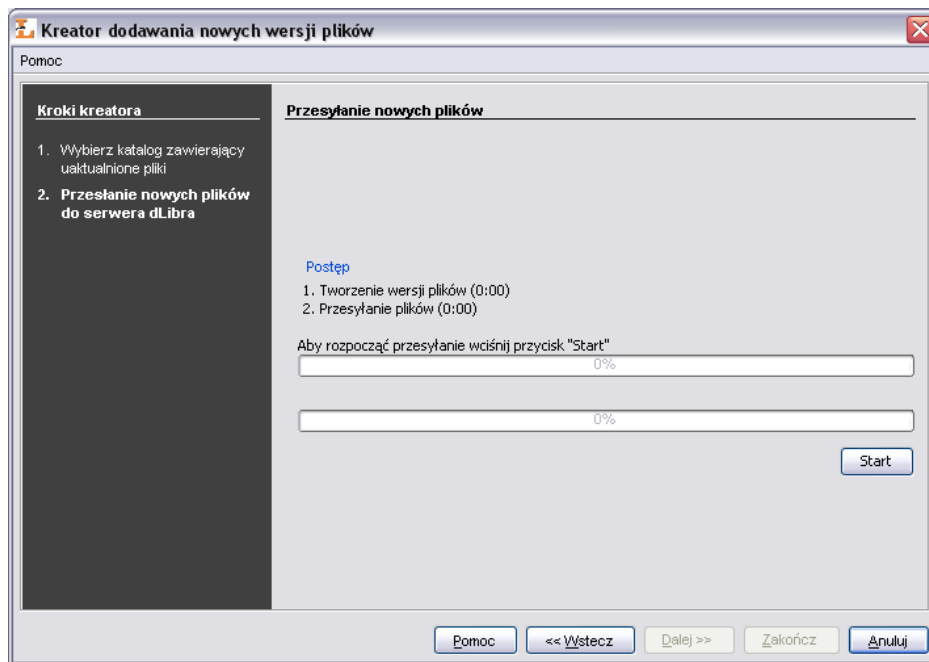 Kreator dodawania nowych wersji plików
Pomoc
Kroki kreatora
1. Wybierz katalog zawierający
uaktualnione pliki
2. Przesłanie nowych plików
do serwera dLibra
Przesyłanie nowych plików
Postęp
1. Tworzenie wersji plików (0:00)
2. Przesyłanie plików (0:00)
Aby rozpocząć przesyłanie wciśnij przycisk "Start"
0%
0%
Start
Pomoc << Wstecz Dalej >> Zakończ Anuluj